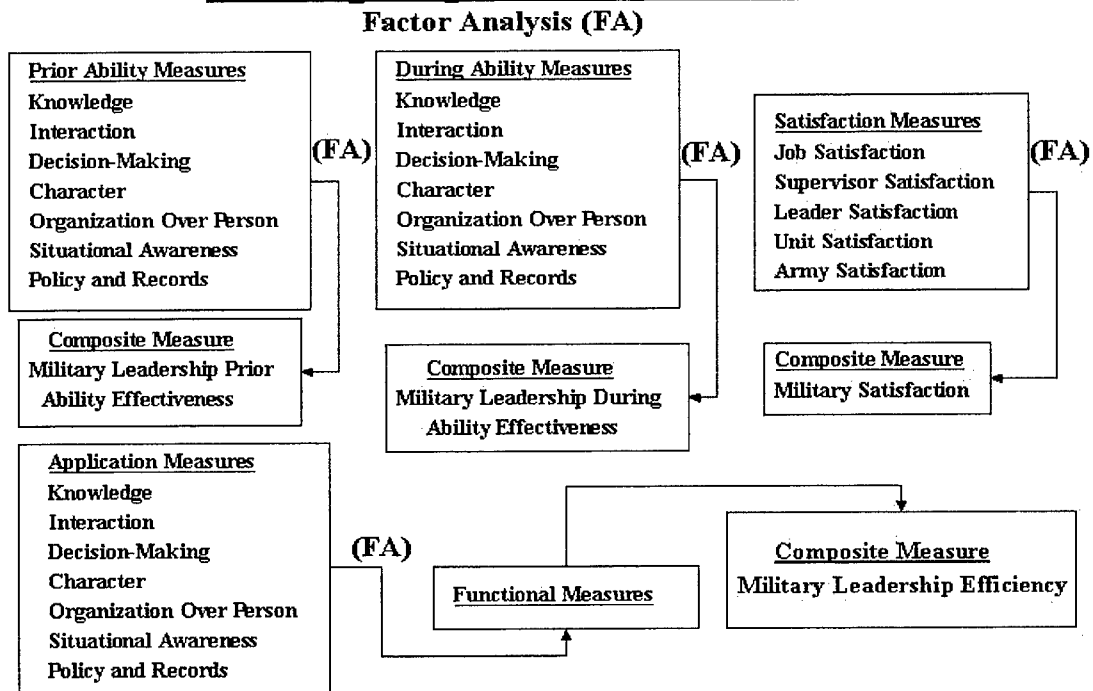 Factor Analysis (FA)
Prior Ability Measures
Knowledge
Interaction
Decision-Making
Character
Organization Over Person
Situational Awareness
Policy and Records
(FA)
Composite Measure
Military Leadership Prior
Ability Effectiveness
During Ability Measures
Knowledge
Interaction
Decision-Making
Character
Organization Over Person
Situational Awareness
Policy and Records
(FA)
Composite Measure
Military Leadership During
Ability Effectiveness
Satisfaction Measures
Job Satisfaction
Supervisor Satisfaction
Leader Satisfaction
Unit Satisfaction
Army Satisfaction
(FA)
Composite Measure
Military Satisfaction
Application Measures
Knowledge
Interaction
Decision-Making
Character
Organization Over Person
Situational Awareness
Policy and Records
(FA)
Functional Measures
Composite Measure
Military Leadership Efficiency